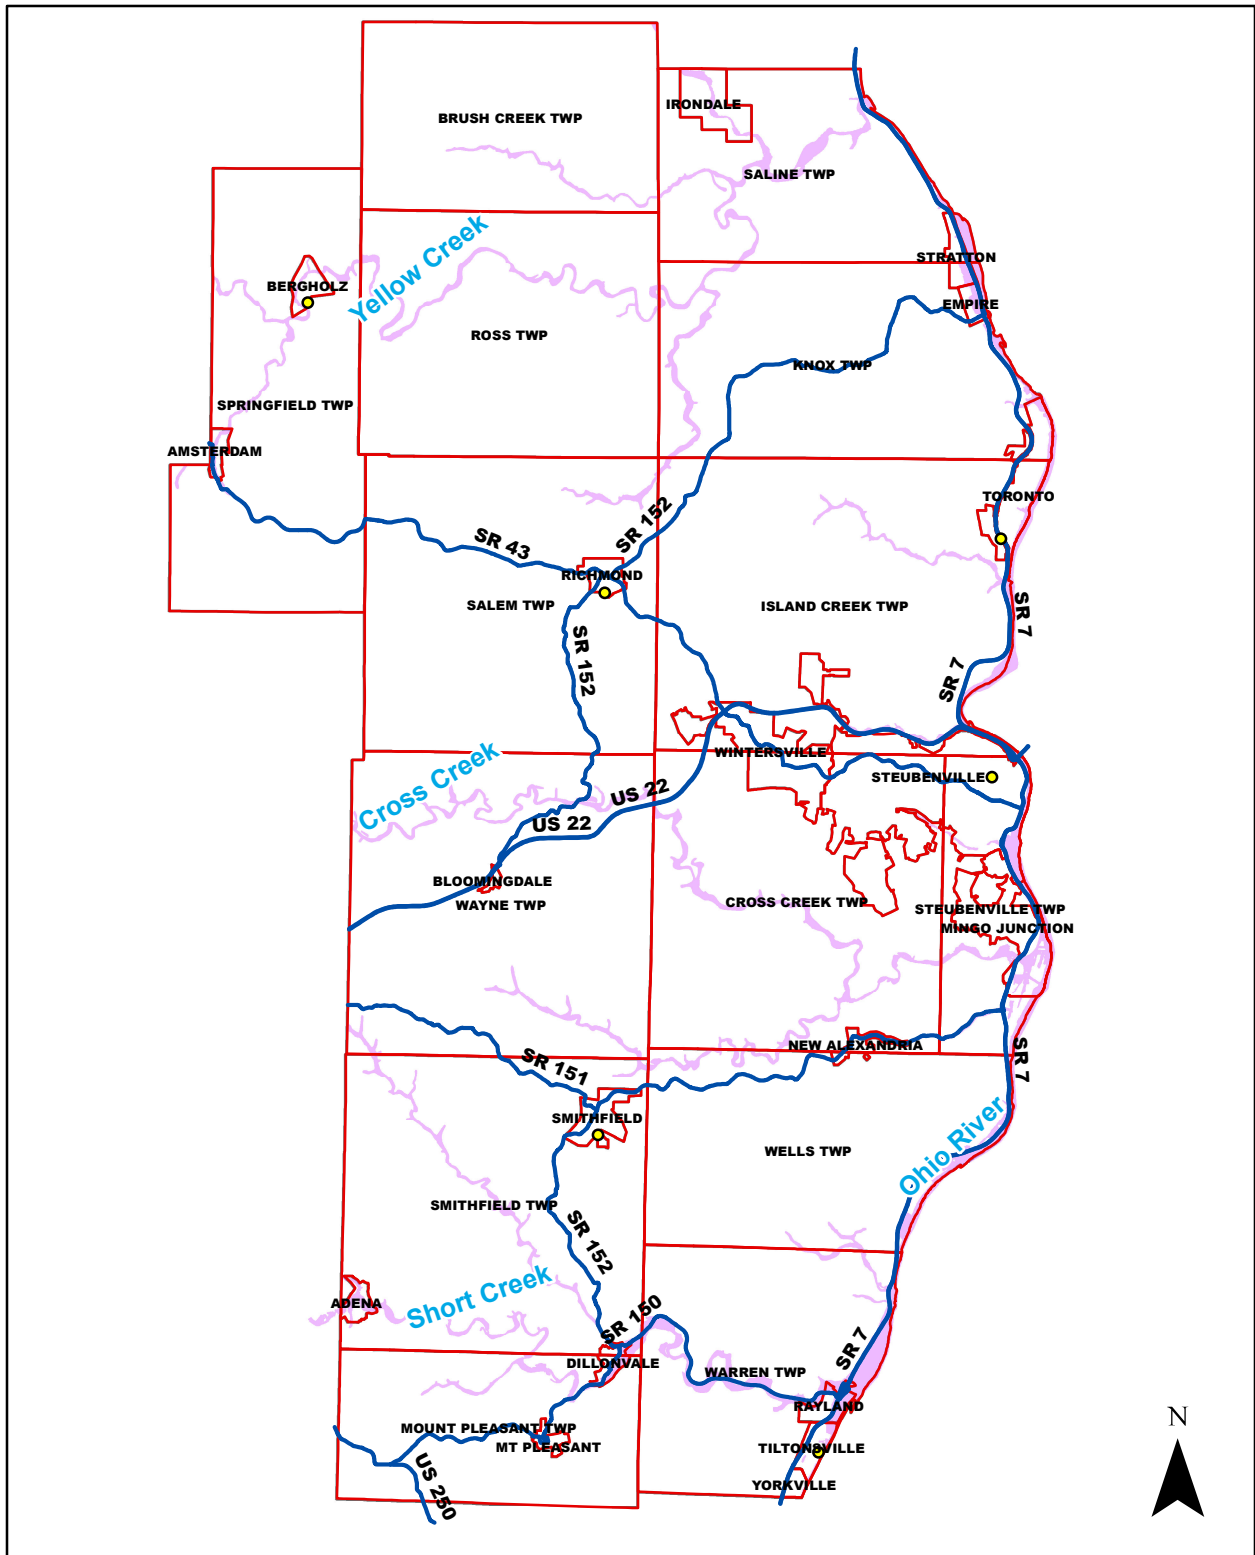 IRONDALE
BRUSH CREEK TWP
SALINE TWP
STRATTON
Yellow Creek
BERGHOLZ
EMPIRE
ROSS TWP
KNOX TWP
SPRINGFIELD TWP
AMSTERDAM
TORONTO
SR 152
SR 43
RICHMOND
SALEM TWP
ISLAND CREEK TWP
SR 7
SR 152
SR 7
WINTERSVILLE
STEUBENVILLE
Cross Creek
US 22
US 22
BLOOMINGDALE
WAYNE TWP
CROSS CREEK TWP
STEUBENVILLE TWP
MINGO JUNCTION
NEW ALEXANDRIA
SR 7
SR 151
SMITHFIELD
Ohio River
WELLS TWP
SMITHFIELD TWP
SR 152
Short Creek
ADENA
SR 150
SR 7
DILLONVALE
WARREN TWP
RAYLAND
N
MOUNT PLEASANT TWP
MT PLEASANT
TILTONSVILLE
US 250
YORKVILLE